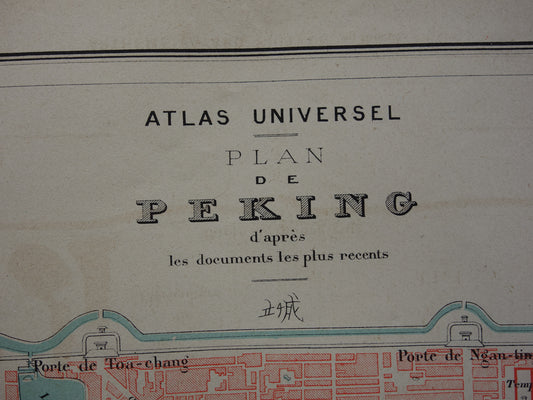 ATLAS UNIVERSEL
PLAN
DE
PEKING
d'après
les documents les plus recents
Porte de Toa-chang
Porte de Ngan-tin
Temp